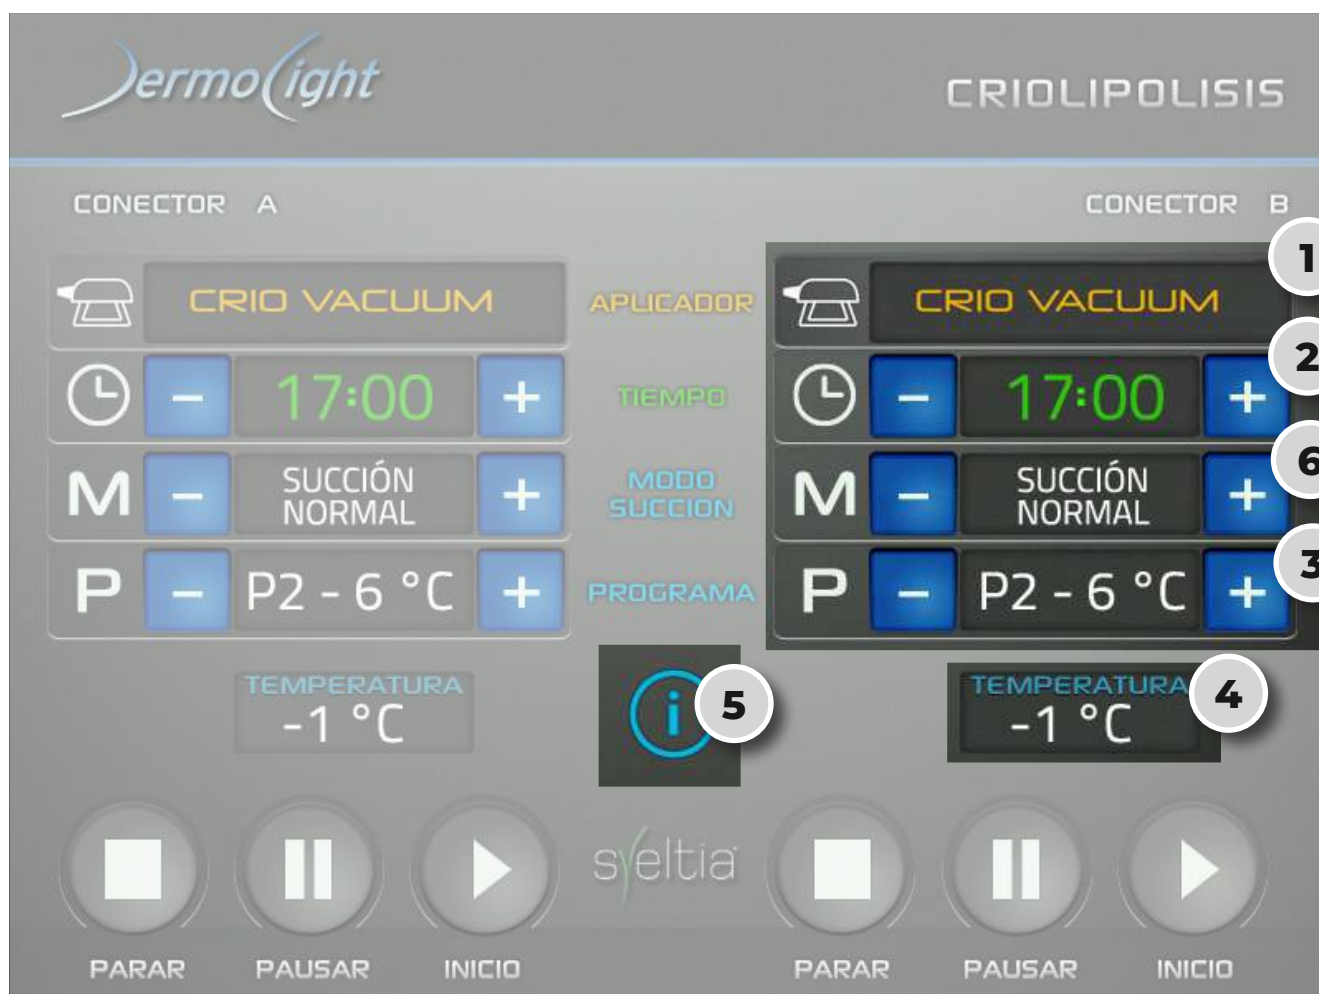 Dermolight
CRIOLIPOLISIS
CONECTOR A
CONECTOR B
1
CRIO VACUUM
APLICADOR
CRIO VACUUM
2
− 17:00 +
TIEMPO
− 17:00 +
6
M − SUCCIÓN
NORMAL +
MODO
SUCCION
M − SUCCIÓN
NORMAL +
3
P − P2 - 6 °C +
PROGRAMA
P − P2 - 6 °C +
TEMPERATURA
-1 °C
i
5
TEMPERATURA
-1 °C
4
sveltia
PARAR
PAUSAR
INICIO
PARAR
PAUSAR
INICIO